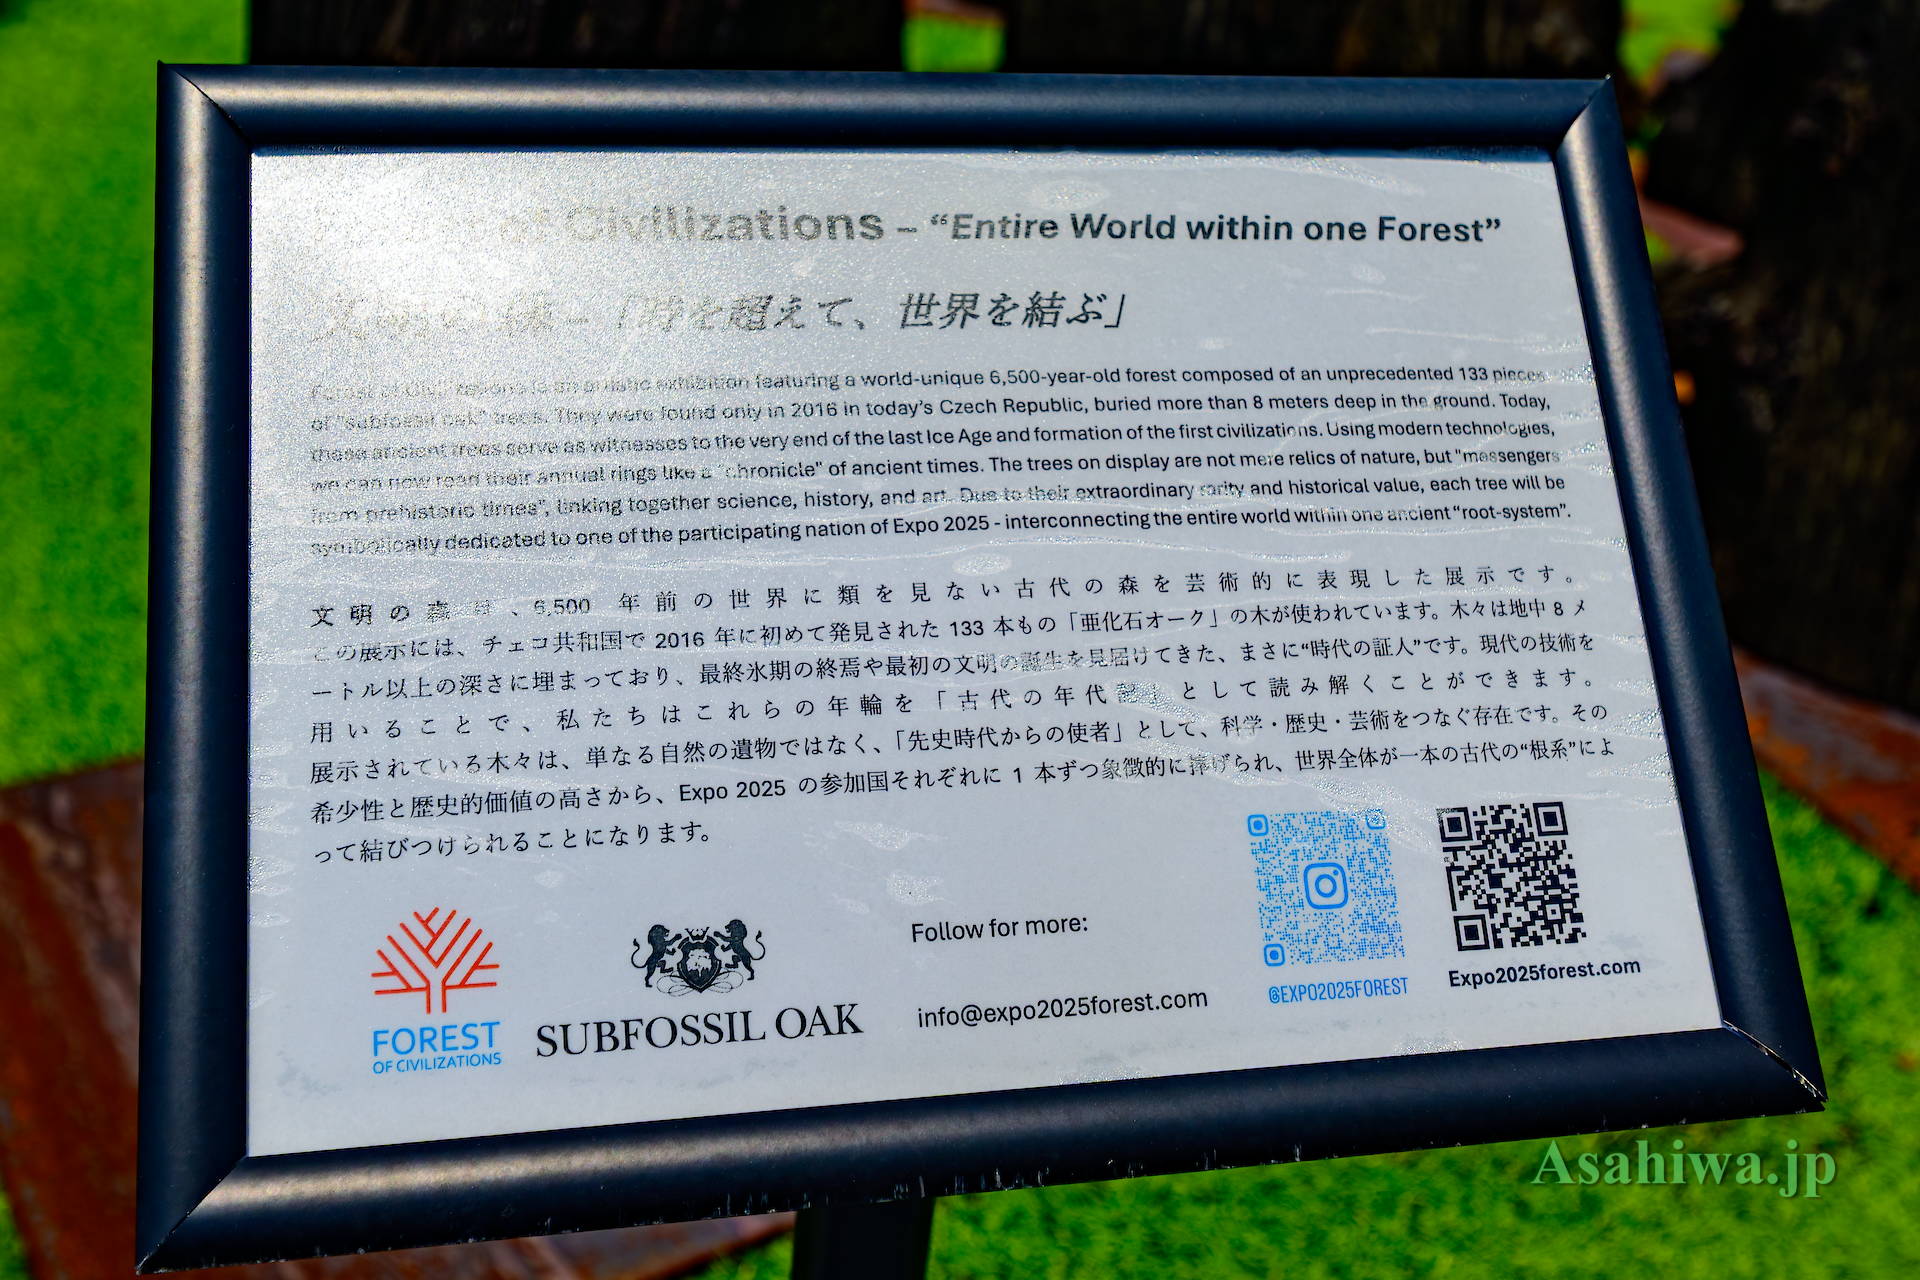 Forest of Civilizations – “Entire World within one Forest”
文明の森 –「時を超えて、世界を結ぶ」
Forest of Civilizations is an artistic exhibition featuring a world-unique 6,500-year-old forest composed of an unprecedented 133 pieces
of "subfossil oak" trees. They were found only in 2016 in today's Czech Republic, buried more than 8 meters deep in the ground. Today,
these ancient trees serve as witnesses to the very end of the last Ice Age and formation of the first civilizations. Using modern technologies,
we can now read their annual rings like a "chronicle" of ancient times. The trees on display are not mere relics of nature, but "messengers
from prehistoric times", linking together science, history, and art. Due to their extraordinary rarity and historical value, each tree will be
symbolically dedicated to one of the participating nation of Expo 2025 - interconnecting the entire world within one ancient “root-system”.
文明の森は、6,500 年前の世界に類を見ない古代の森を芸術的に表現した展示です。
この展示には、チェコ共和国で 2016 年に初めて発見された 133 本もの「亜化石オーク」の木が使われています。木々は地中 8 メ
ートル以上の深さに埋まっており、最終氷期の終焉や最初の文明の誕生を見届けてきた、まさに“時代の証人”です。現代の技術を
用いることで、私たちはこれらの年輪を「古代の年代記」として読み解くことができます。
展示されている木々は、単なる自然の遺物ではなく、「先史時代からの使者」として、科学・歴史・芸術をつなぐ存在です。その
希少性と歴史的価値の高さから、Expo 2025 の参加国それぞれに 1 本ずつ象徴的に捧げられ、世界全体が一本の古代の“根系”によ
って結びつけられることになります。
FOREST
OF CIVILIZATIONS
SUBFOSSIL OAK
Follow for more:
info@expo2025forest.com
@EXPO2025FOREST
Expo2025forest.com
Asahiwa.jp